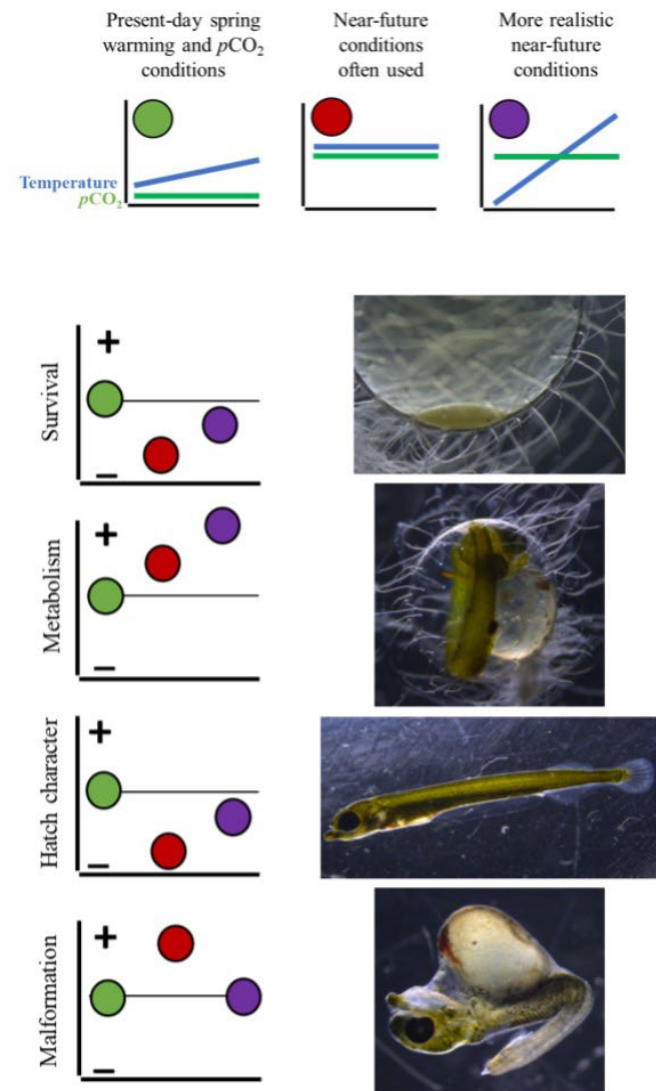 Present-day spring
warming and pCO₂
conditions
Near-future
conditions
often used
More realistic
near-future
conditions
Temperature
pCO₂
Survival
+
−
Metabolism
+
−
Hatch character
+
−
Malformation
+
−